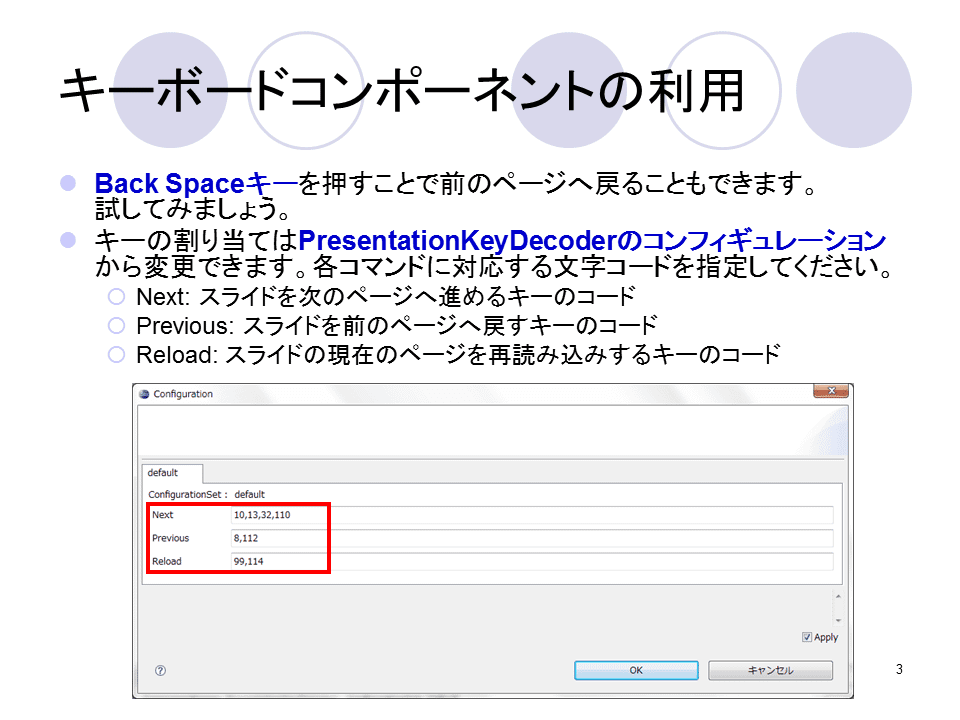 キーボードコンポーネントの利用
Back Spaceキーを押すことで前のページへ戻ることもできます。
試してみましょう。
キーの割り当てはPresentationKeyDecoderのコンフィギュレーション
から変更できます。各コマンドに対応する文字コードを指定してください。
Next: スライドを次のページへ進めるキーのコード
Previous: スライドを前のページへ戻すキーのコード
Reload: スライドの現在のページを再読み込みするキーのコード
Configuration
default
ConfigurationSet : default
Next 10,13,32,110
Previous 8,112
Reload 99,114
Apply
OK キャンセル
3